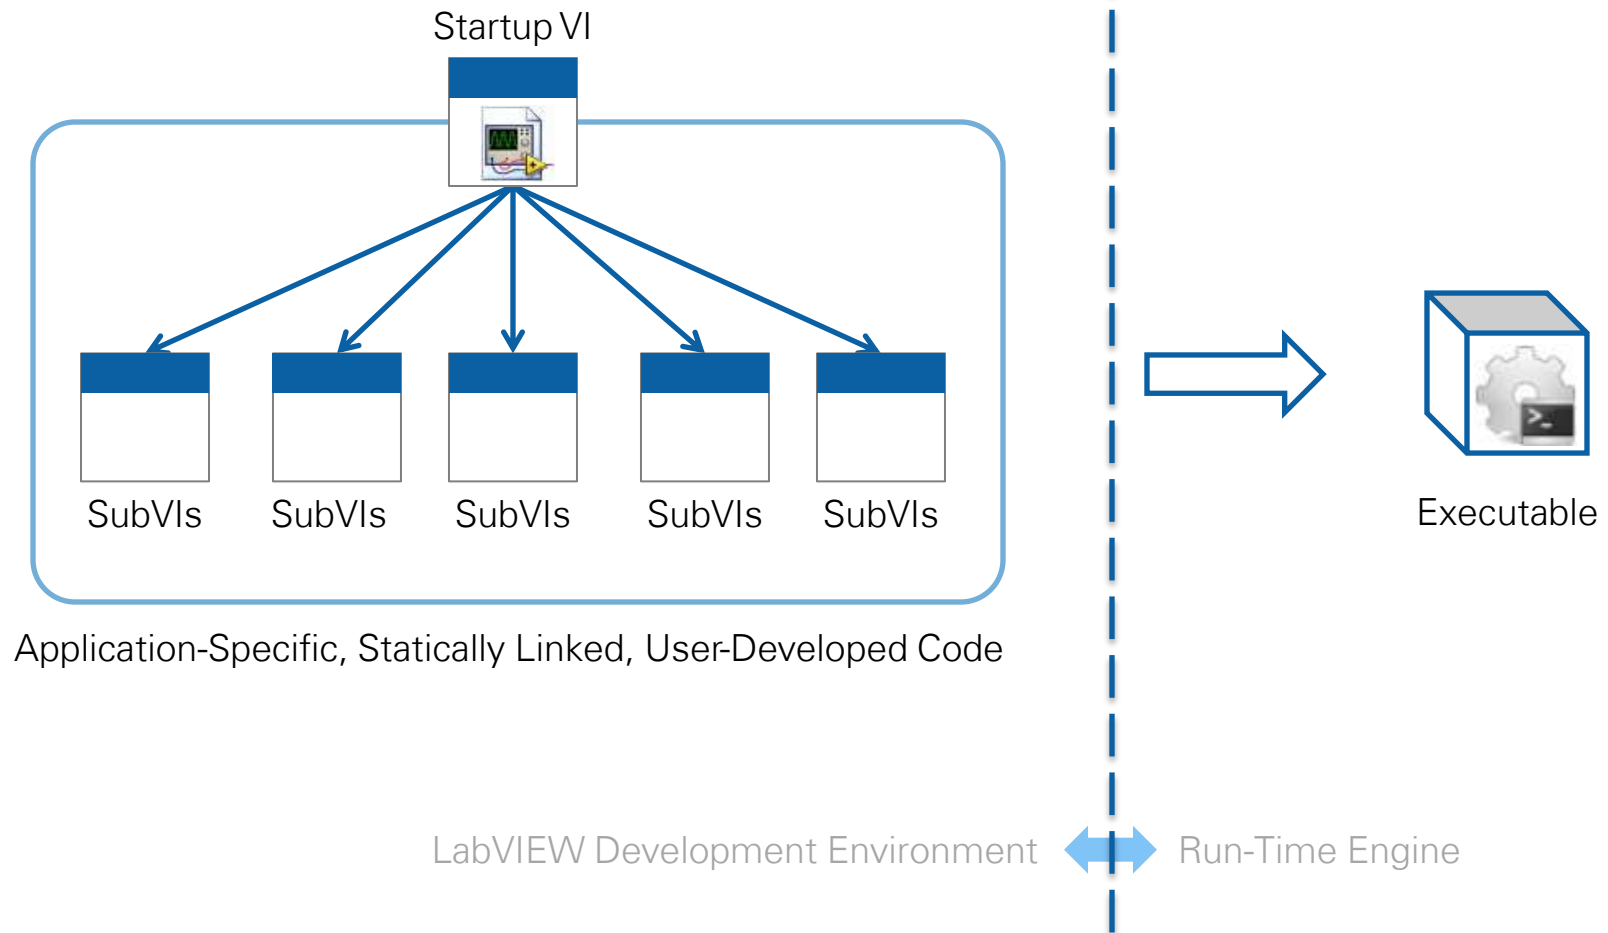 Startup VI
SubVIs
SubVIs
SubVIs
SubVIs
SubVIs
>_
Executable
Application-Specific, Statically Linked, User-Developed Code
LabVIEW Development Environment
Run-Time Engine